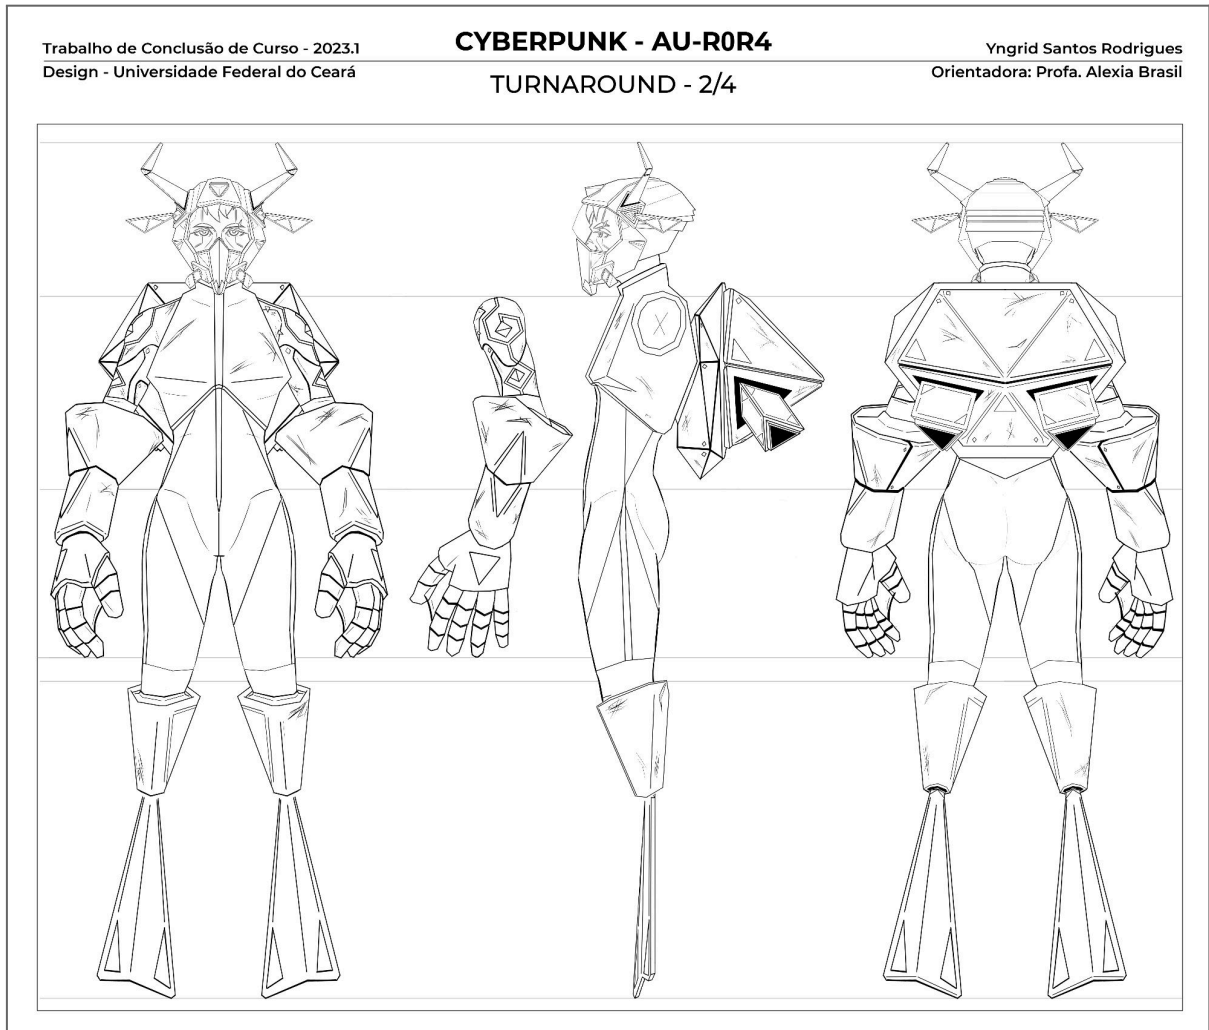 Trabalho de Conclusão de Curso - 2023.1
Design - Universidade Federal do Ceará
CYBERPUNK - AU-R0R4
TURNAROUND - 2/4
Yngrid Santos Rodrigues
Orientadora: Profa. Alexia Brasil